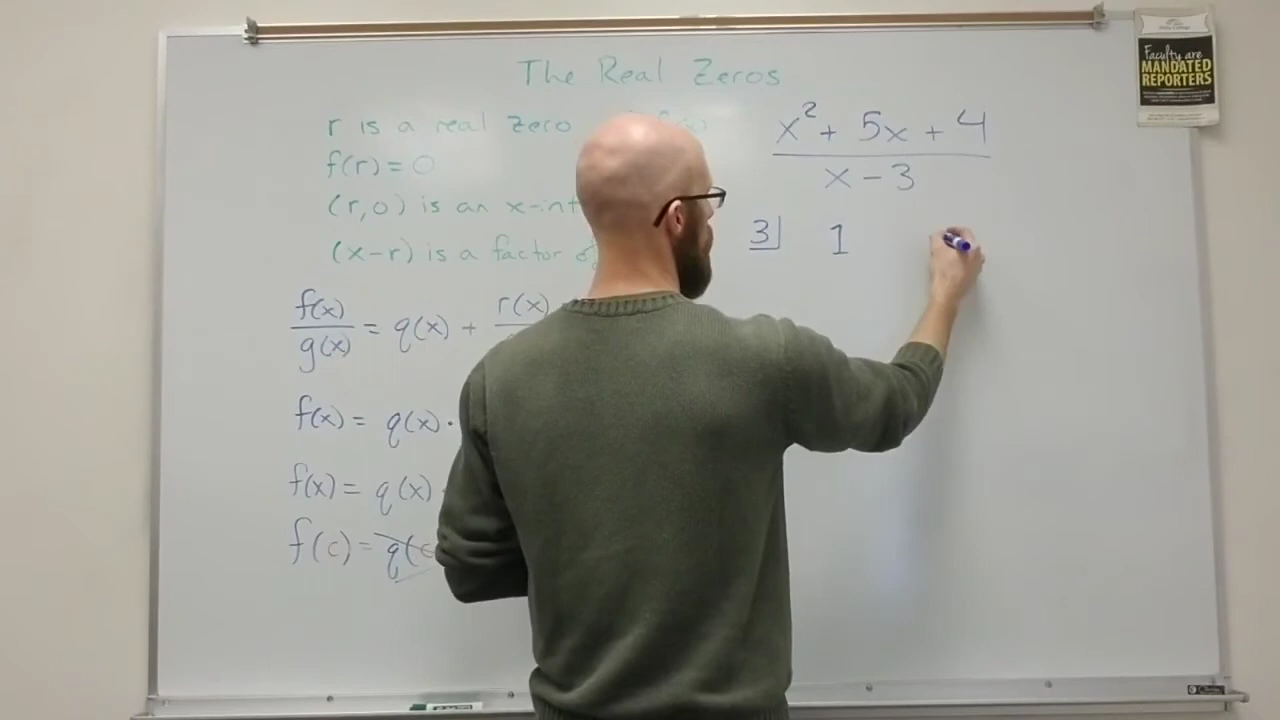 The Real Zeros
r is a real zero
f(r) = 0
(r,0) is an x-int
(x-r) is a factor of
f(x)/g(x) = q(x) + r(x)
f(x) = q(x) ·
f(x) = q(x) ·
f(c) = q(c
x² + 5x + 4
x - 3
3 1
Faculty are
MANDATED
REPORTERS